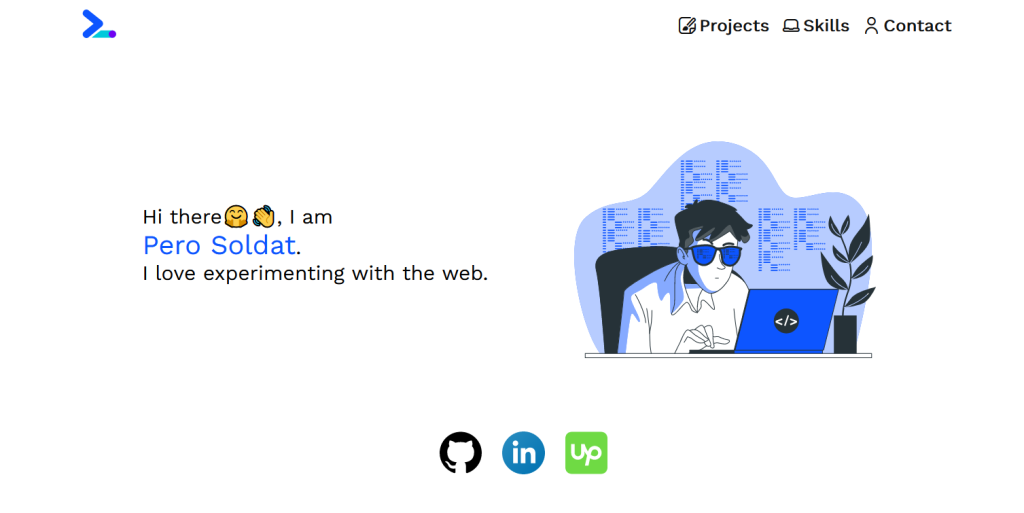 Projects Skills Contact
Hi there🤗👏, I am
Pero Soldat.
I love experimenting with the web.
</>
in up